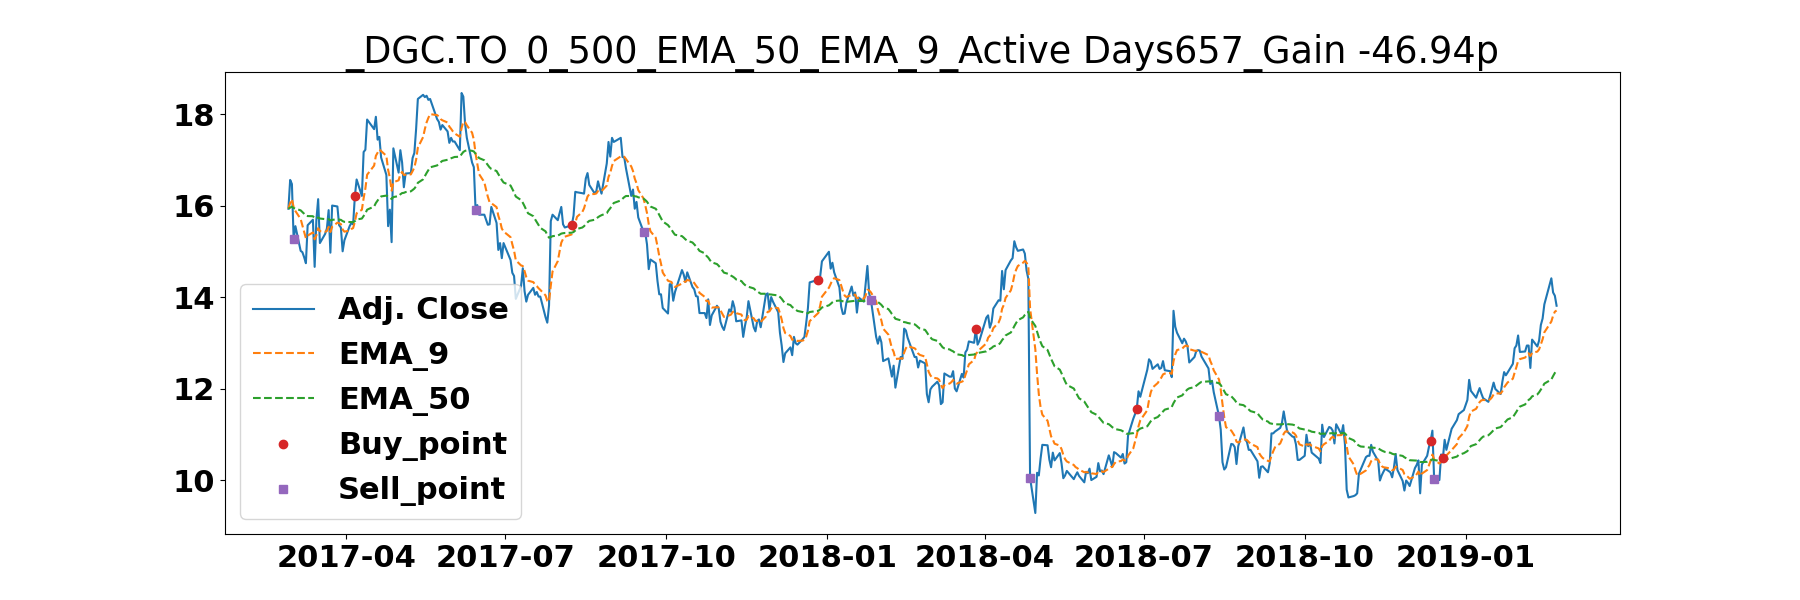 _DGC.TO_0_500_EMA_50_EMA_9_Active Days657_Gain -46.94p
18
16
14
12
10
Adj. Close
EMA_9
EMA_50
Buy_point
Sell_point
2017-04 2017-07 2017-10 2018-01 2018-04 2018-07 2018-10 2019-01